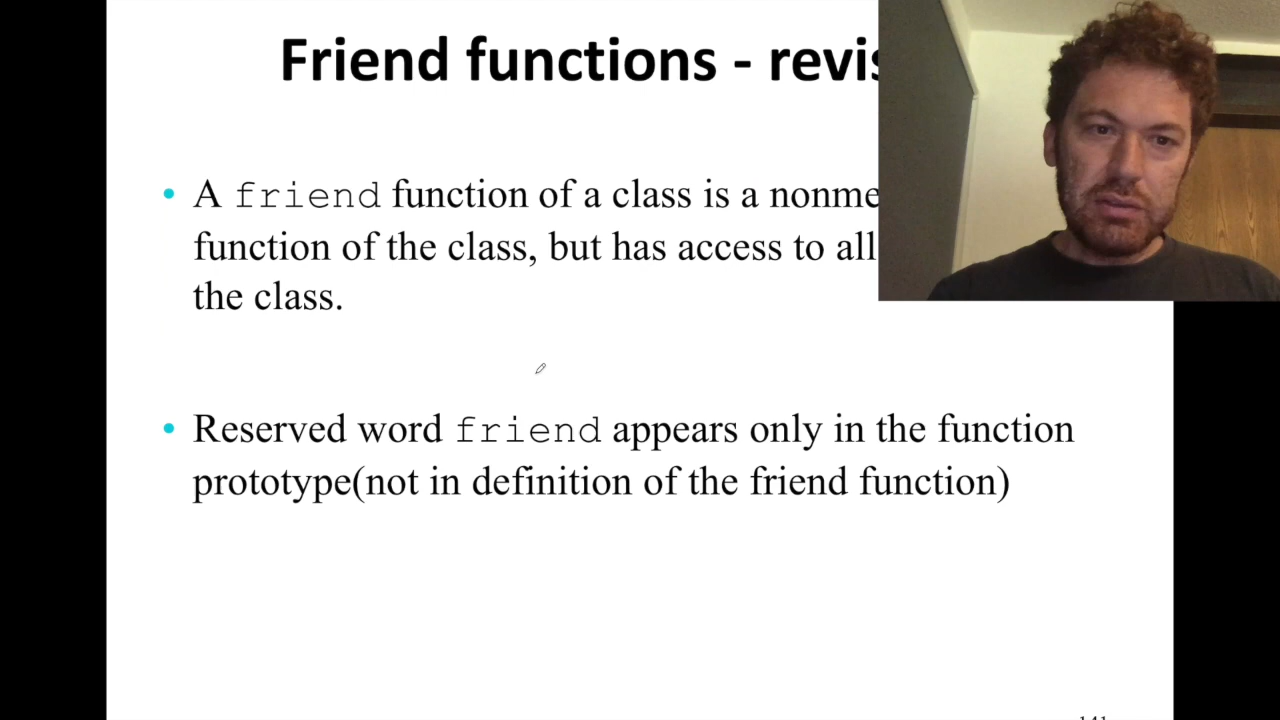 Friend functions - revis
• A friend function of a class is a nonme
function of the class, but has access to all
the class.
• Reserved word friend appears only in the function
prototype(not in definition of the friend function)